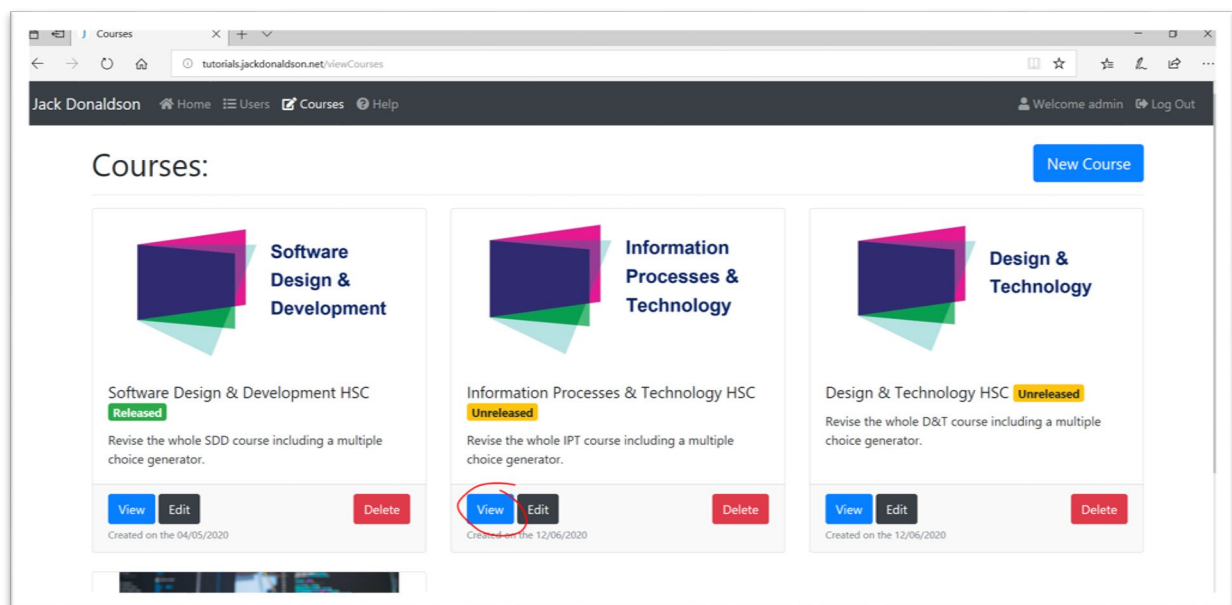 Courses
tutorials.jackdonaldson.net/viewCourses
Jack Donaldson Home Users Courses Help Welcome admin Log Out
Courses: New Course
Software
Design &
Development
Software Design & Development HSC
Released
Revise the whole SDD course including a multiple
choice generator.
View Edit Delete
Created on the 04/05/2020
Information
Processes &
Technology
Information Processes & Technology HSC
Unreleased
Revise the whole IPT course including a multiple
choice generator.
View Edit Delete
Created on the 12/06/2020
Design &
Technology
Design & Technology HSC Unreleased
Revise the whole D&T course including a multiple
choice generator.
View Edit Delete
Created on the 12/06/2020